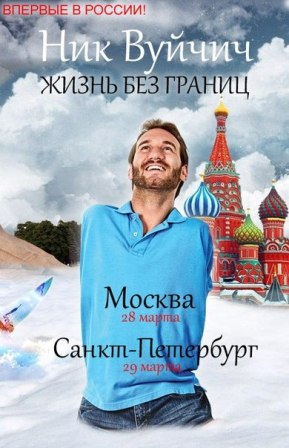 ВПЕРВЫЕ В РОССИИ!
Ник Вуйчич
ЖИЗНЬ БЕЗ ГРАНИЦ
Москва
28 марта
Санкт-Петербург
29 марта